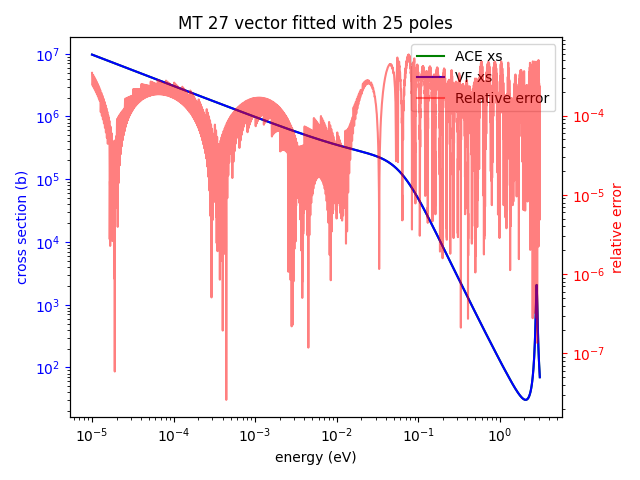 MT 27 vector fitted with 25 poles
ACE xs
VF xs
Relative error
cross section (b)
10^7
10^6
10^5
10^4
10^3
10^2
10^-4
10^-5
10^-6
10^-7
relative error
10^-5 10^-4 10^-3 10^-2 10^-1 10^0
energy (eV)